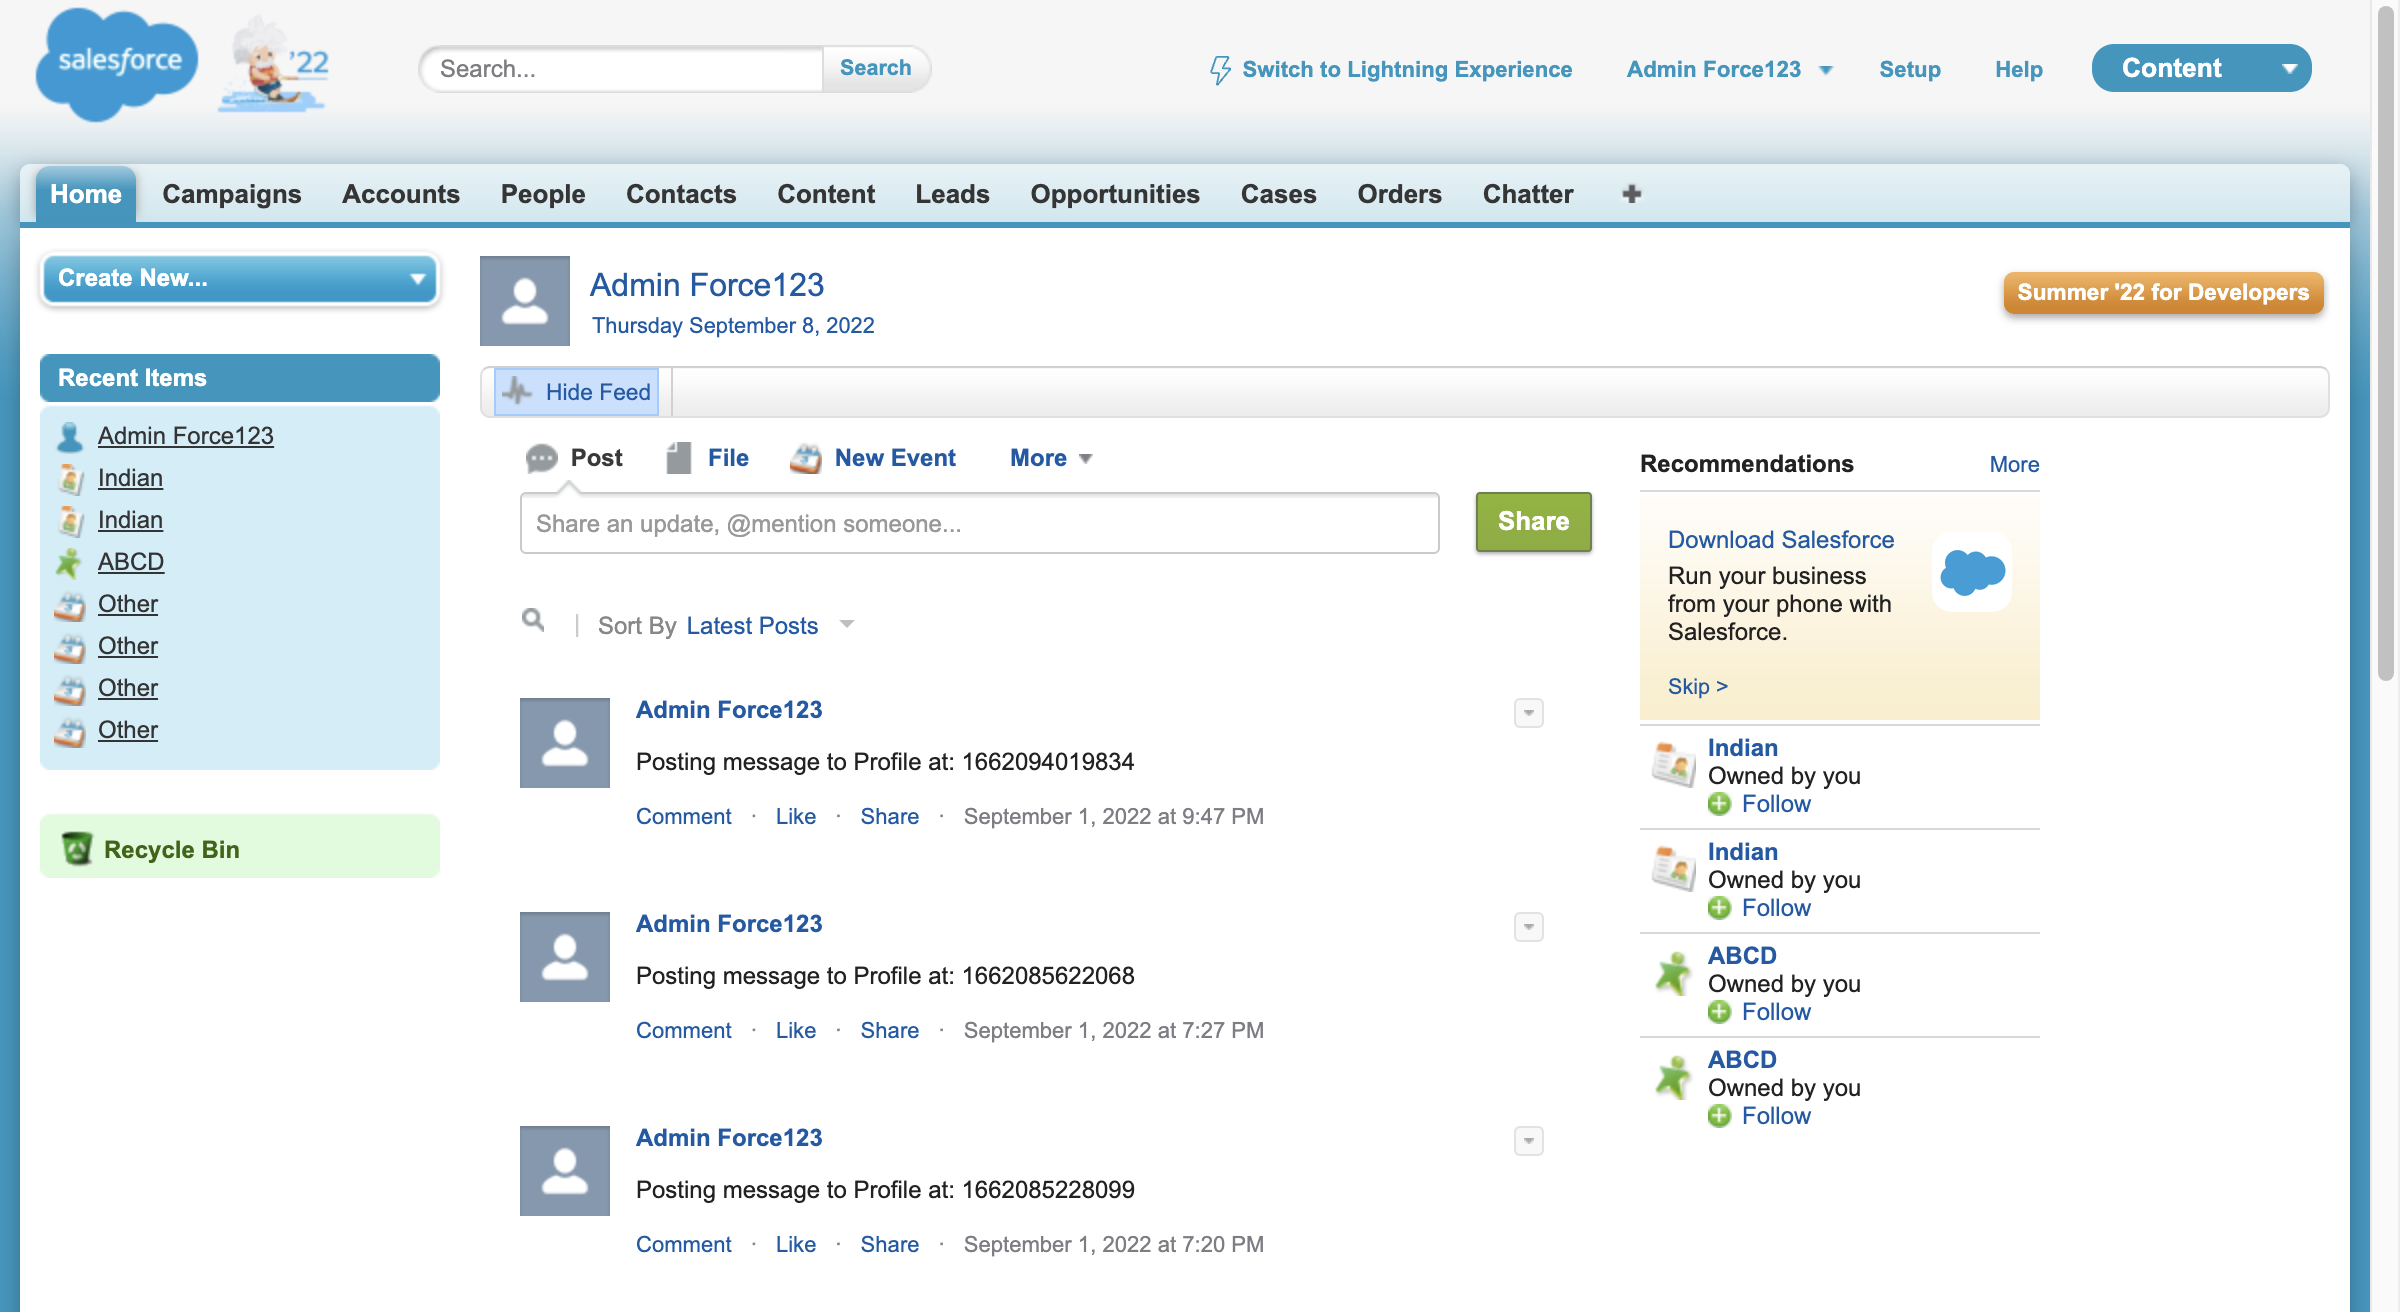 salesforce
'22
Search...
Search
Switch to Lightning Experience
Admin Force123
Setup
Help
Content
Home
Campaigns
Accounts
People
Contacts
Content
Leads
Opportunities
Cases
Orders
Chatter
Create New...
Recent Items
Admin Force123
Indian
Indian
ABCD
Other
Other
Other
Other
Recycle Bin
Admin Force123
Thursday September 8, 2022
Summer '22 for Developers
Hide Feed
Post
File
New Event
More
Share an update, @mention someone...
Share
| Sort By Latest Posts
Admin Force123
Posting message to Profile at: 1662094019834
Comment · Like · Share · September 1, 2022 at 9:47 PM
Admin Force123
Posting message to Profile at: 1662085622068
Comment · Like · Share · September 1, 2022 at 7:27 PM
Admin Force123
Posting message to Profile at: 1662085228099
Comment · Like · Share · September 1, 2022 at 7:20 PM
Recommendations
More
Download Salesforce
Run your business
from your phone with
Salesforce.
Skip >
Indian
Owned by you
Follow
Indian
Owned by you
Follow
ABCD
Owned by you
Follow
ABCD
Owned by you
Follow